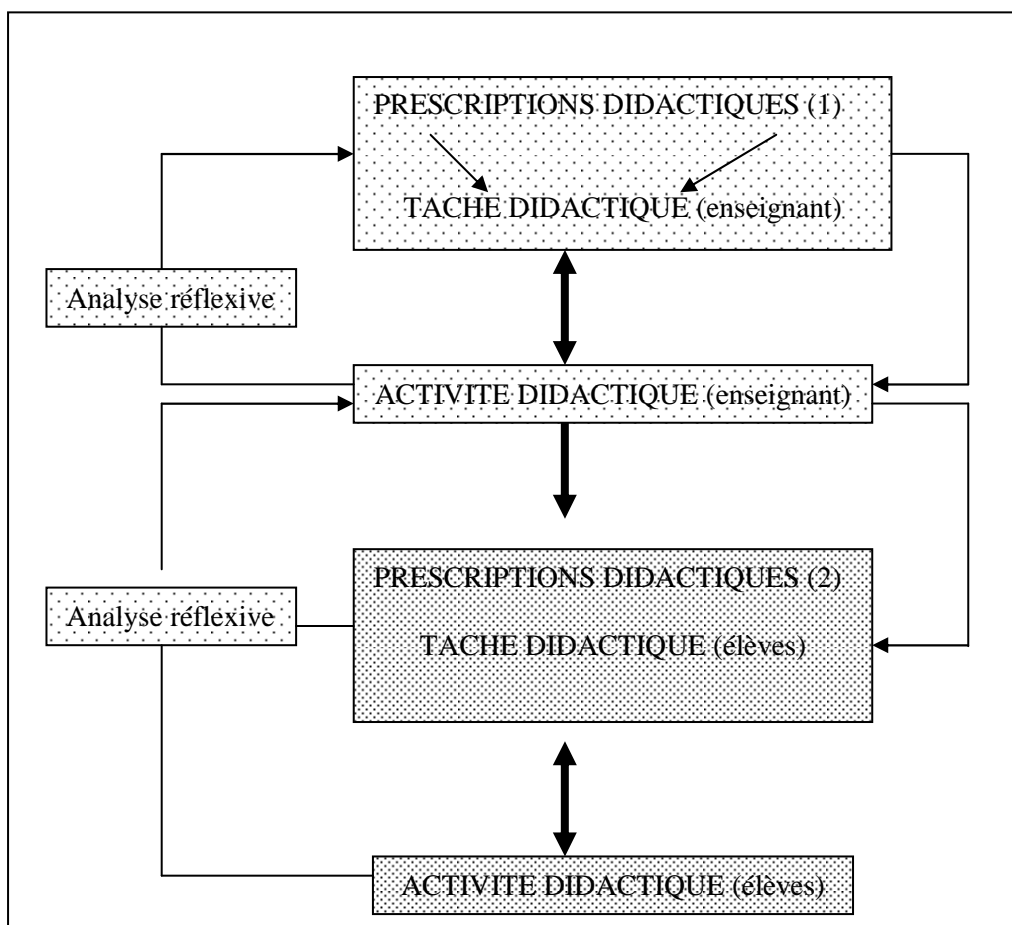 PRESCRIPTIONS DIDACTIQUES (1)
TACHE DIDACTIQUE (enseignant)
Analyse réflexive
ACTIVITE DIDACTIQUE (enseignant)
PRESCRIPTIONS DIDACTIQUES (2)
Analyse réflexive
TACHE DIDACTIQUE (élèves)
ACTIVITE DIDACTIQUE (élèves)